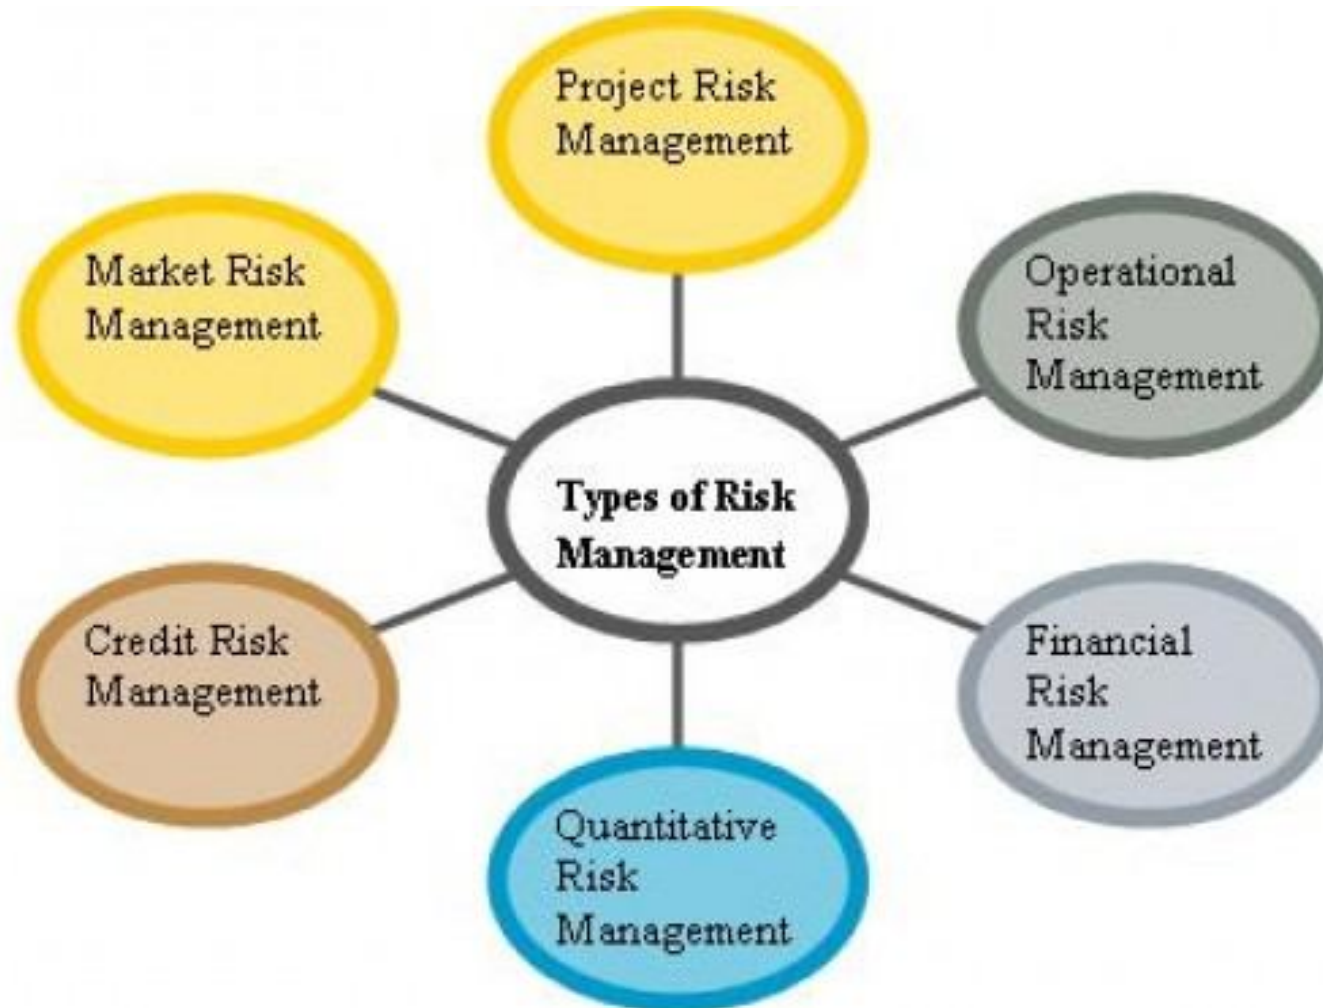 Project Risk
Management
Market Risk
Management
Operational
Risk
Management
Types of Risk
Management
Credit Risk
Management
Financial
Risk
Management
Quantitative
Risk
Management